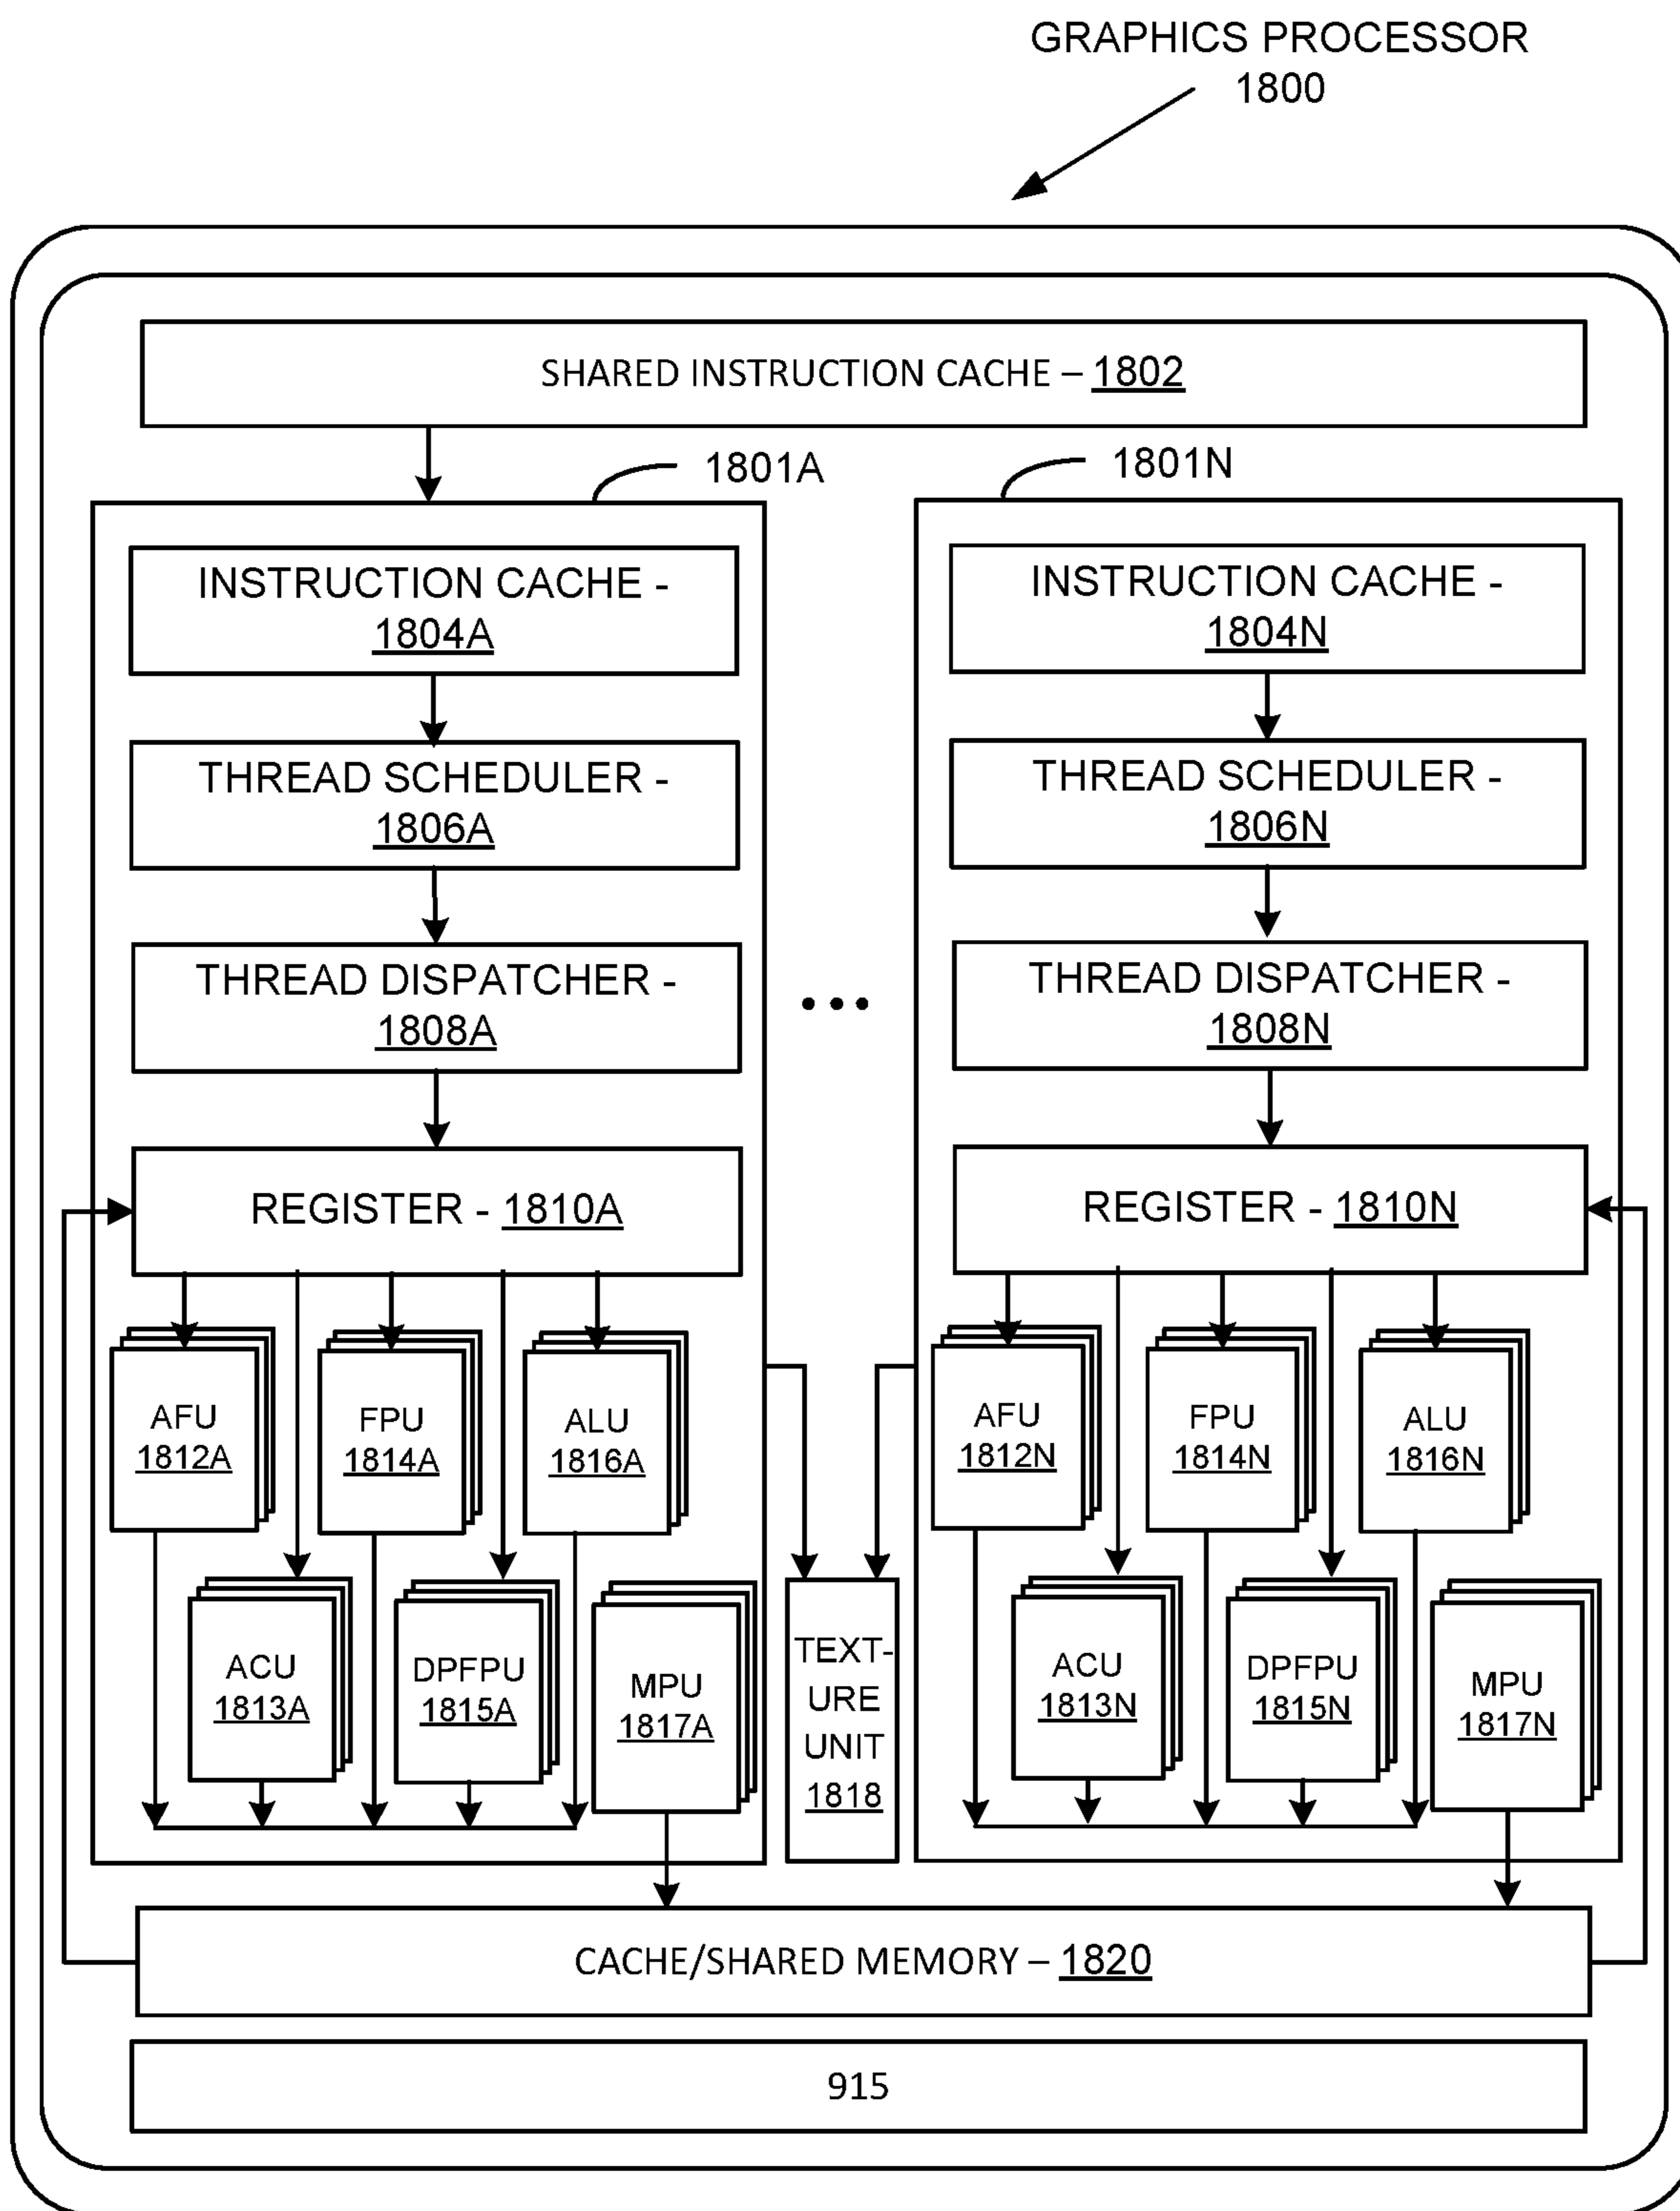 GRAPHICS PROCESSOR
1800
SHARED INSTRUCTION CACHE – 1802
1801A
1801N
INSTRUCTION CACHE -
1804A
THREAD SCHEDULER -
1806A
THREAD DISPATCHER -
1808A
REGISTER - 1810A
AFU
1812A
FPU
1814A
ALU
1816A
ACU
1813A
DPFPU
1815A
MPU
1817A
...
TEXT-
URE
UNIT
1818
INSTRUCTION CACHE -
1804N
THREAD SCHEDULER -
1806N
THREAD DISPATCHER -
1808N
REGISTER - 1810N
AFU
1812N
FPU
1814N
ALU
1816N
ACU
1813N
DPFPU
1815N
MPU
1817N
CACHE/SHARED MEMORY – 1820
915